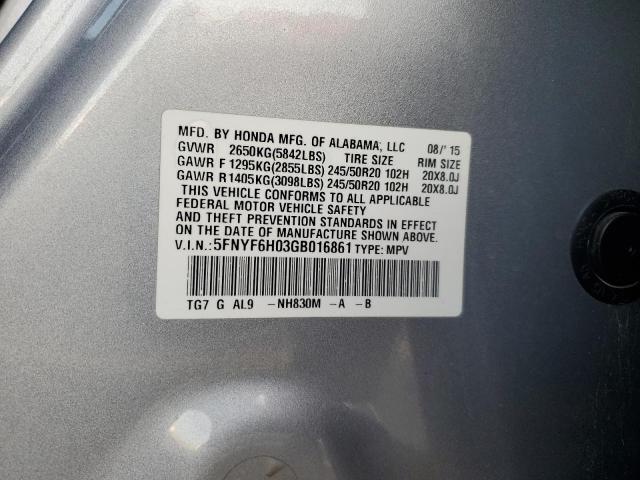 MFD. BY HONDA MFG. OF ALABAMA, LLC 08/'15
GVWR 2650KG(5842LBS) TIRE SIZE RIM SIZE
GAWR F 1295KG(2855LBS) 245/50R20 102H 20X8.0J
GAWR R 1405KG(3098LBS) 245/50R20 102H 20X8.0J
THIS VEHICLE CONFORMS TO ALL APPLICABLE
FEDERAL MOTOR VEHICLE SAFETY
AND THEFT PREVENTION STANDARDS IN EFFECT
ON THE DATE OF MANUFACTURE SHOWN ABOVE.
V.I.N.: 5FNYF6H03GB016861 TYPE: MPV
TG7 G AL9 -NH830M -A -B